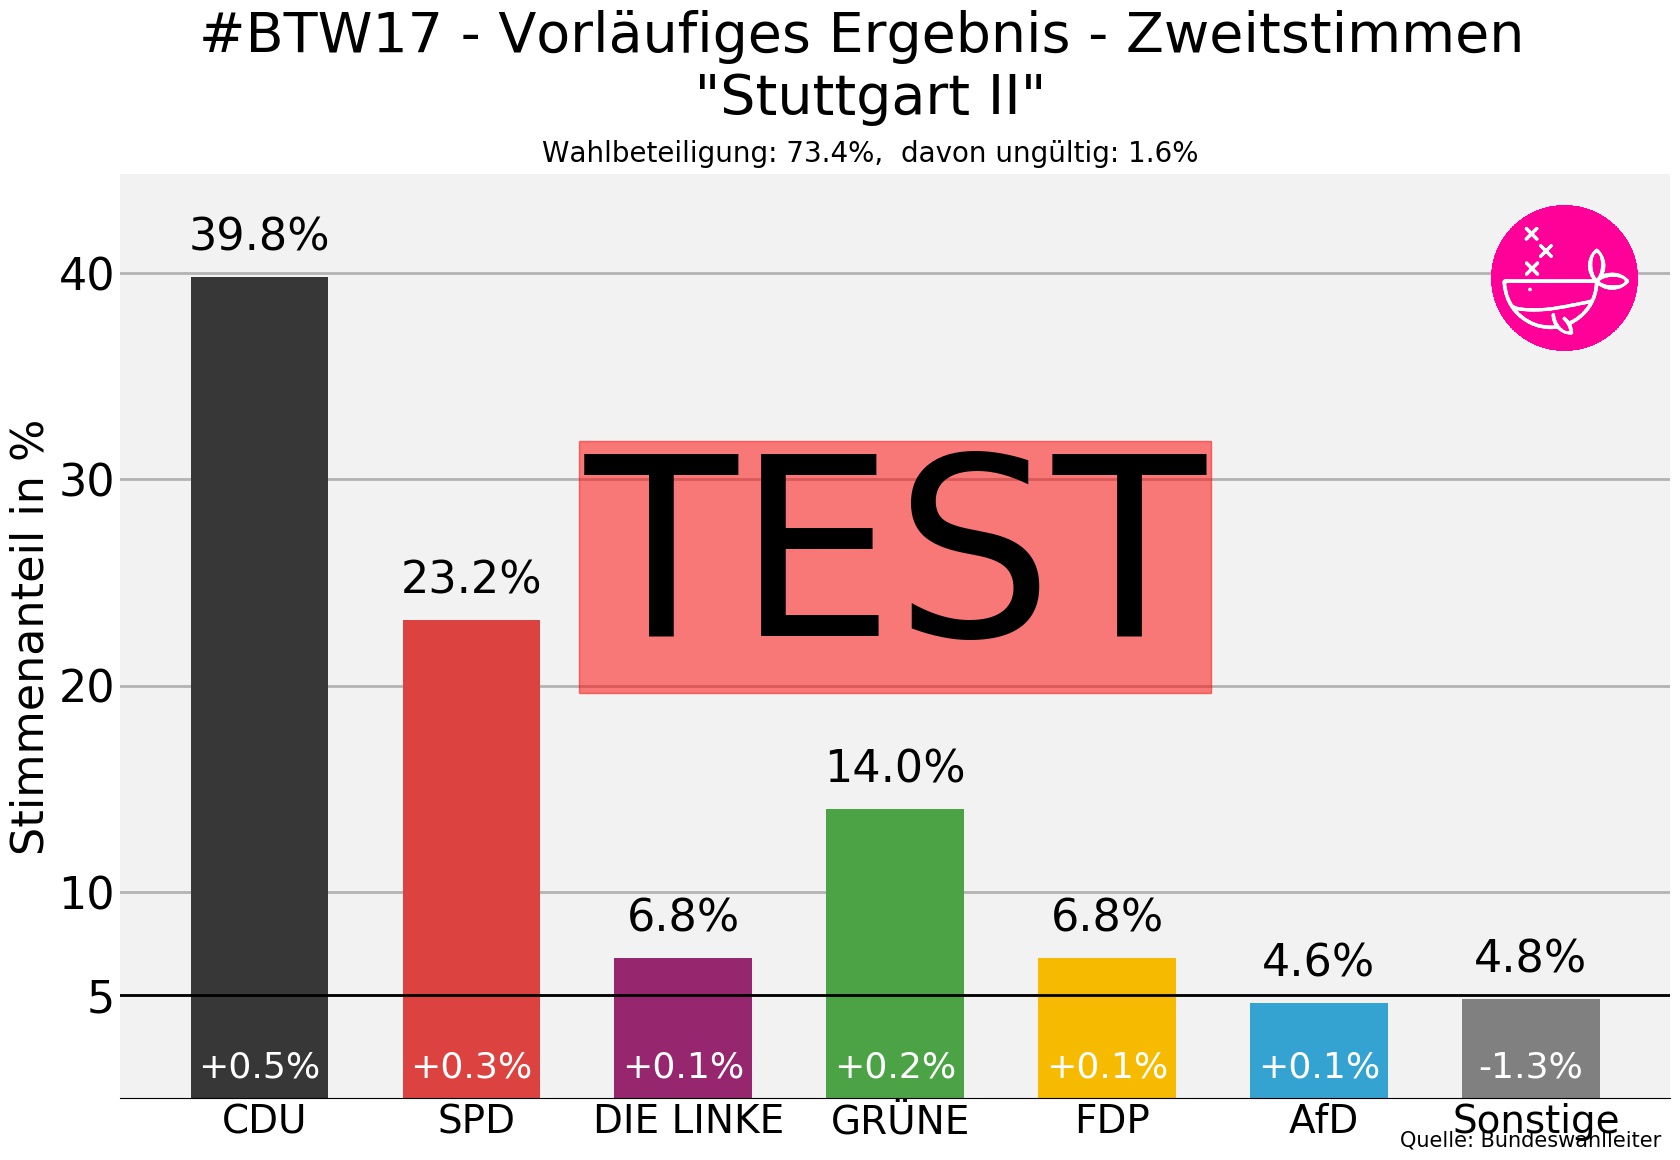 #BTW17 - Vorläufiges Ergebnis - Zweitstimmen
"Stuttgart II"
Wahlbeteiligung: 73.4%,  davon ungültig: 1.6%
Stimmenanteil in %
40
30
20
10
5
39.8%
23.2%
6.8%
14.0%
6.8%
4.6%
4.8%
TEST
+0.5%
+0.3%
+0.1%
+0.2%
+0.1%
+0.1%
-1.3%
CDU
SPD
DIE LINKE
GRÜNE
FDP
AfD
Sonstige
Quelle: Bundeswahlleiter